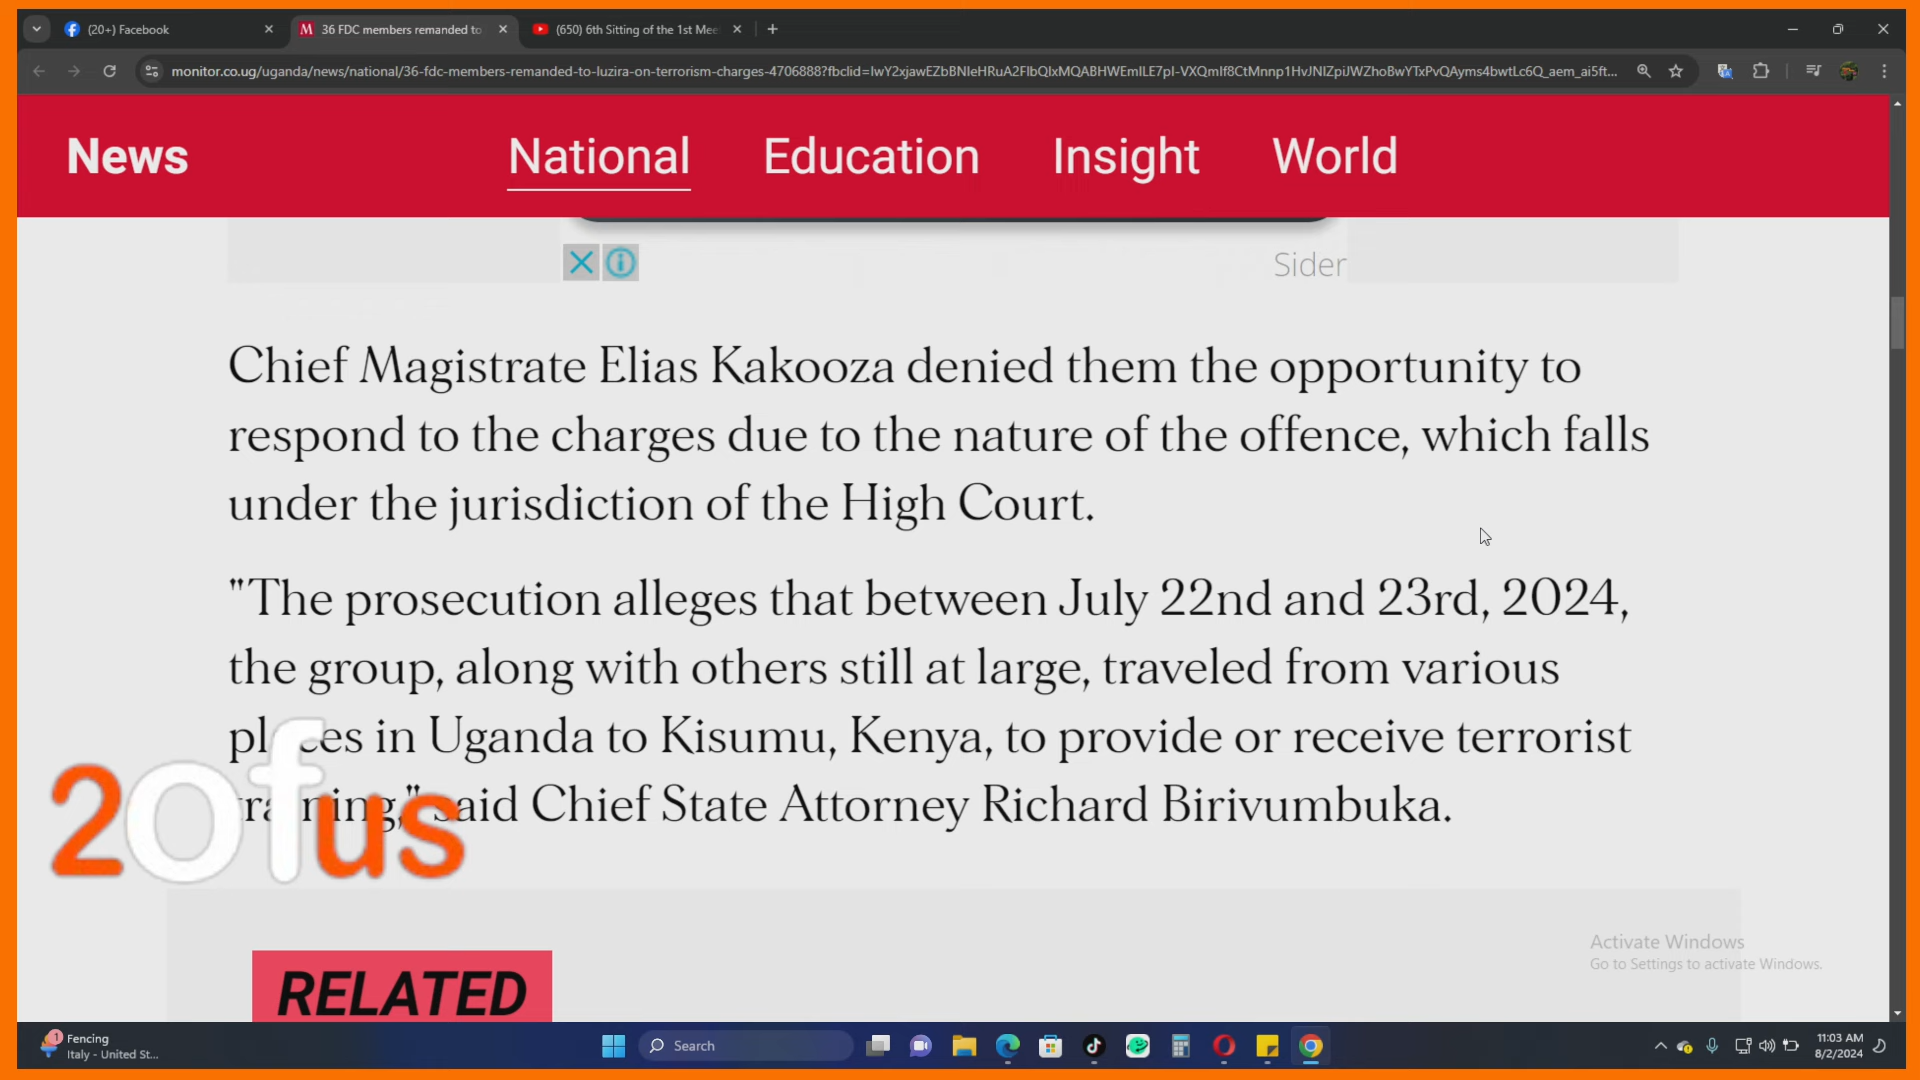 (20+) Facebook
36 FDC members remanded to
(650) 6th Sitting of the 1st Mee
monitor.co.ug/uganda/news/national/36-fdc-members-remanded-to-luzira-on-terrorism-charges-4706888?fbclid=
News
National
Education
Insight
World
Sider
Chief Magistrate Elias Kakooza denied them the opportunity to
respond to the charges due to the nature of the offence, which falls
under the jurisdiction of the High Court.
"The prosecution alleges that between July 22nd and 23rd, 2024,
the group, along with others still at large, traveled from various
places in Uganda to Kisumu, Kenya, to provide or receive terrorist
training," said Chief State Attorney Richard Birivumbuka.
2Ofus
RELATED
Activate Windows
Go to Settings to activate Windows.
1
Fencing
Italy - United St...
Search
11:03 AM
8/2/2024